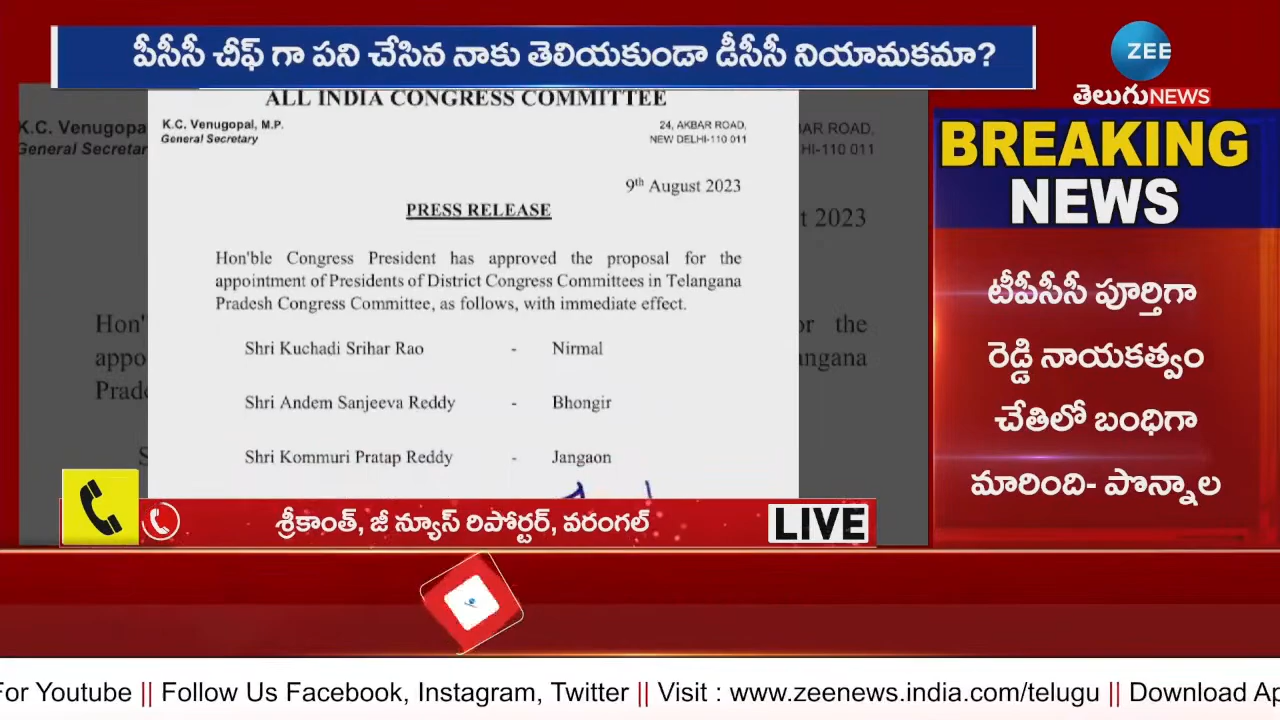 పీసీసీ చీఫ్ గా పని చేసిన నాకు తెలియకుండా డీసీసీ నియామకమా?
ZEE
తెలుగు NEWS
BREAKING
NEWS
టీపీసీసీ పూర్తిగా
రెడ్డి నాయకత్వం
చేతిలో బంధిగా
మారింది- పొన్నాల
ALL INDIA CONGRESS COMMITTEE
K.C. Venugopal, M.P.
General Secretary
24, AKBAR ROAD,
NEW DELHI-110 011
9th August 2023
PRESS RELEASE
Hon'ble Congress President has approved the proposal for the
appointment of Presidents of District Congress Committees in Telangana
Pradesh Congress Committee, as follows, with immediate effect.
Shri Kuchadi Srihar Rao - Nirmal
Shri Andem Sanjeeva Reddy - Bhongir
Shri Kommuri Pratap Reddy - Jangaon
శ్రీకాంత్, జీ న్యూస్ రిపోర్టర్, వరంగల్
LIVE
For Youtube || Follow Us Facebook, Instagram, Twitter || Visit : www.zeenews.india.com/telugu || Download Ap